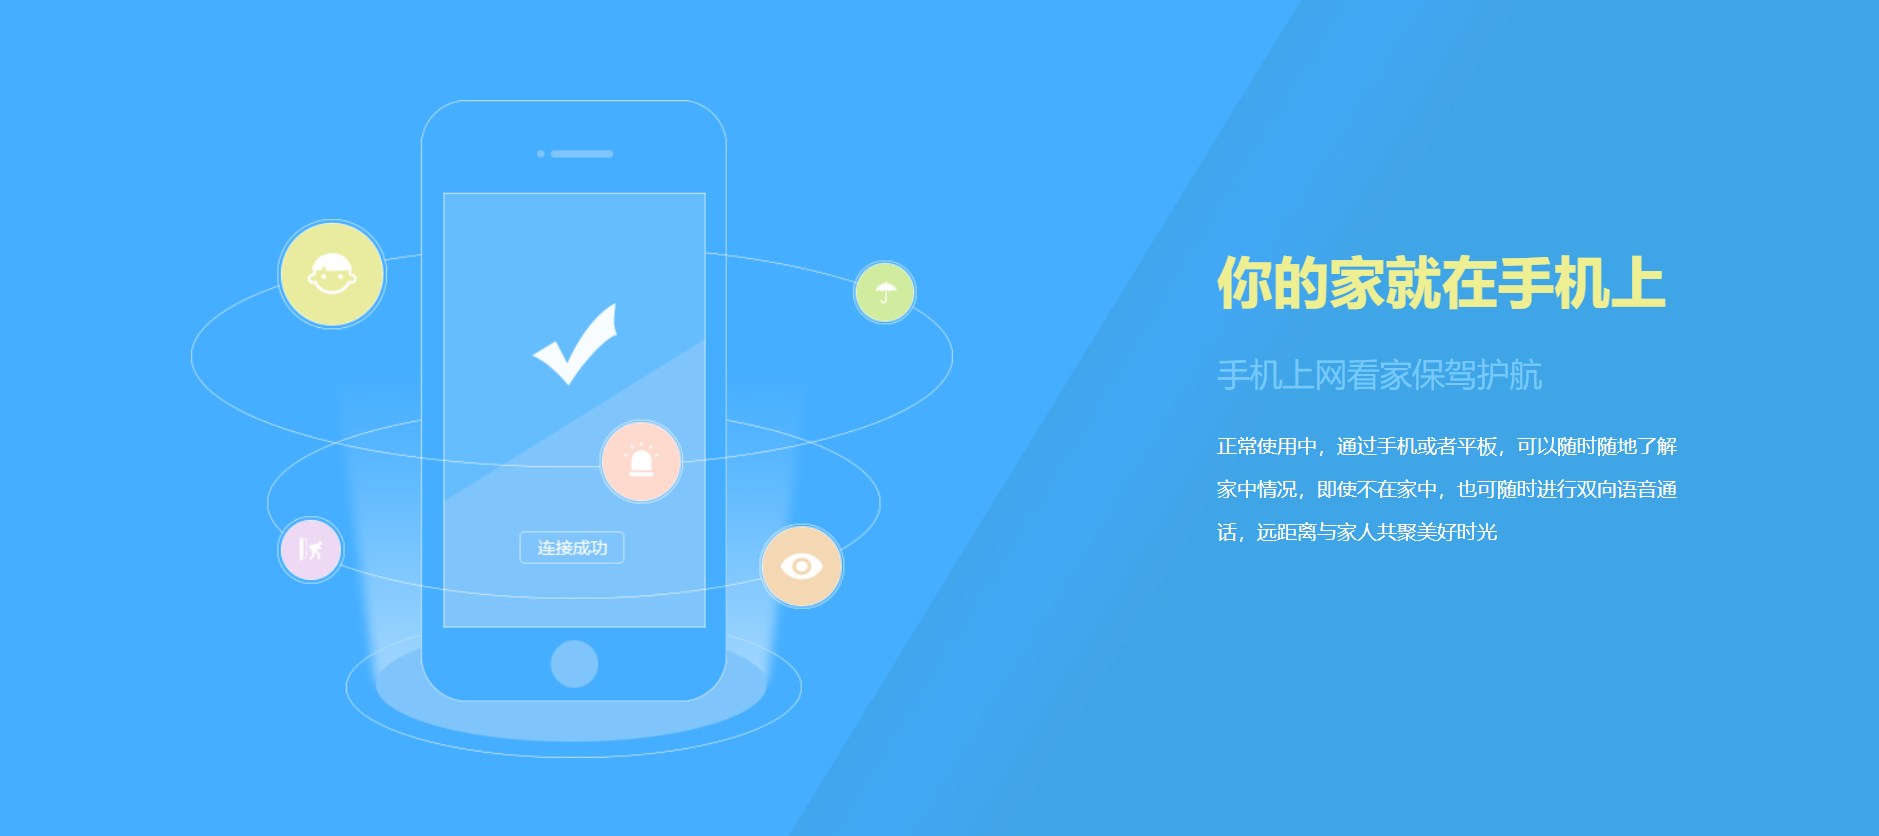 你的家就在手机上
手机上网看家保驾护航
正常使用中，通过手机或者平板，可以随时随地了解
家中情况，即使不在家中，也可随时进行双向语音通
话，远距离与家人共聚美好时光
连接成功